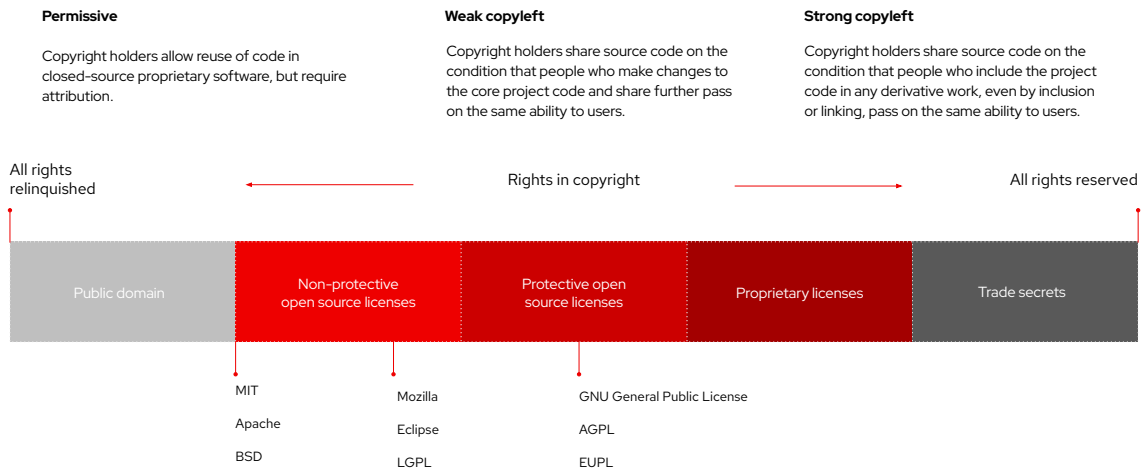 Permissive
Copyright holders allow reuse of code in
closed-source proprietary software, but require
attribution.
Weak copyleft
Copyright holders share source code on the
condition that people who make changes to
the core project code and share further pass
on the same ability to users.
Strong copyleft
Copyright holders share source code on the
condition that people who include the project
code in any derivative work, even by inclusion
or linking, pass on the same ability to users.
All rights
relinquished
Rights in copyright
All rights reserved
Public domain
Non-protective
open source licenses
Protective open
source licenses
Proprietary licenses
Trade secrets
MIT
Apache
BSD
Mozilla
Eclipse
LGPL
GNU General Public License
AGPL
EUPL